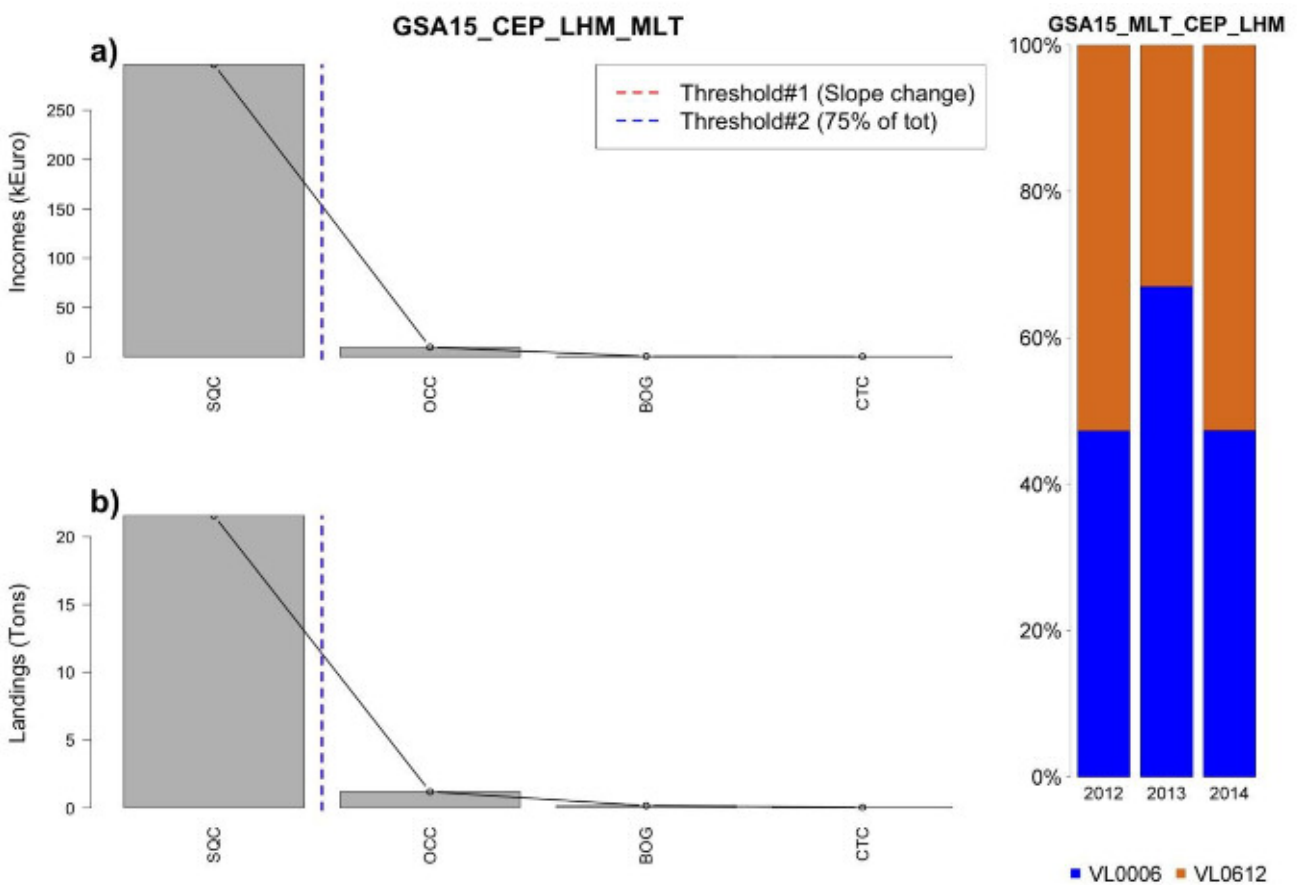 GSA15_CEP_LHM_MLT
a)
Incomes (kEuro)
250
200
150
100
50
0
Threshold#1 (Slope change)
Threshold#2 (75% of tot)
SQC
OCC
BOG
CTC
b)
Landings (Tons)
20
15
10
5
0
SQC
OCC
BOG
CTC
GSA15_MLT_CEP_LHM
100%
80%
60%
40%
20%
0%
2012 2013 2014
VL0006 VL0612